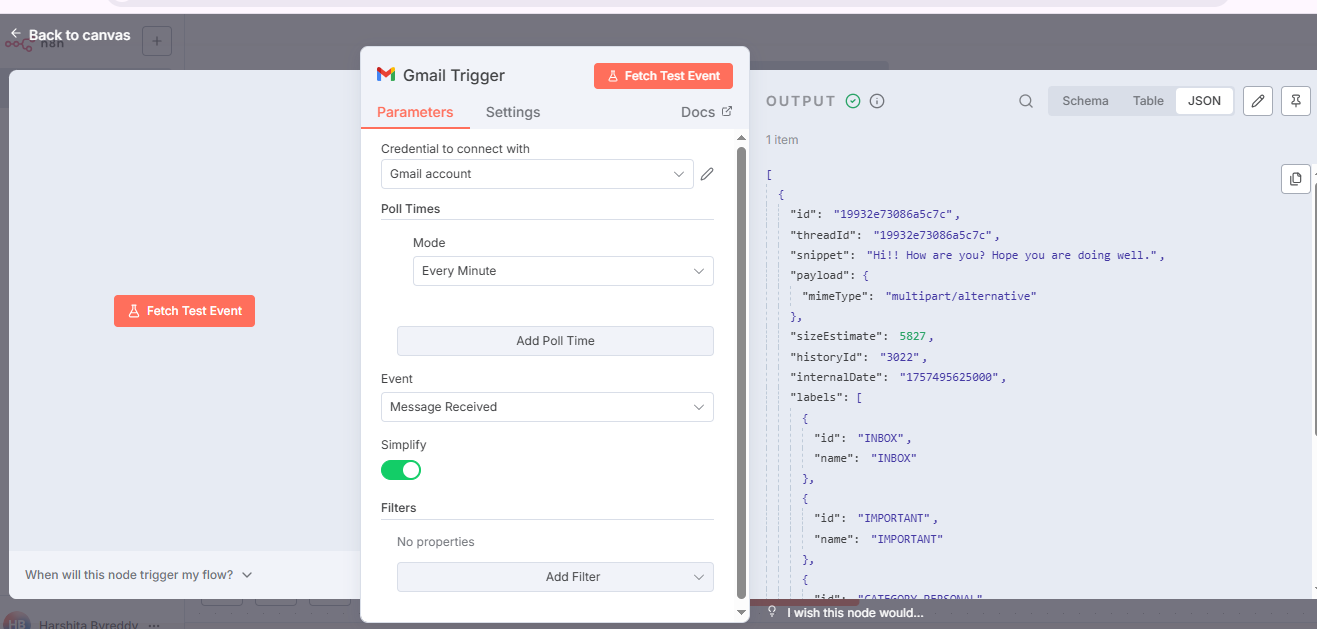 Back to canvas
n8n
+
Gmail Trigger
Fetch Test Event
Parameters
Settings
Docs
Credential to connect with
Gmail account
Poll Times
Mode
Every Minute
Add Poll Time
Event
Message Received
Simplify
Filters
No properties
Add Filter
Fetch Test Event
When will this node trigger my flow?
HB
Harshita Byreddy
...
OUTPUT
Schema
Table
JSON
1 item
[
{
"id": "19932e73086a5c7c",
"threadId": "19932e73086a5c7c",
"snippet": "Hi!! How are you? Hope you are doing well.",
"payload": {
"mimeType": "multipart/alternative"
},
"sizeEstimate": 5827,
"historyId": "3022",
"internalDate": "1757495625000",
"labels": [
{
"id": "INBOX",
"name": "INBOX"
},
{
"id": "IMPORTANT",
"name": "IMPORTANT"
},
{
"id": "CATEGORY_PERSONAL"
I wish this node would...